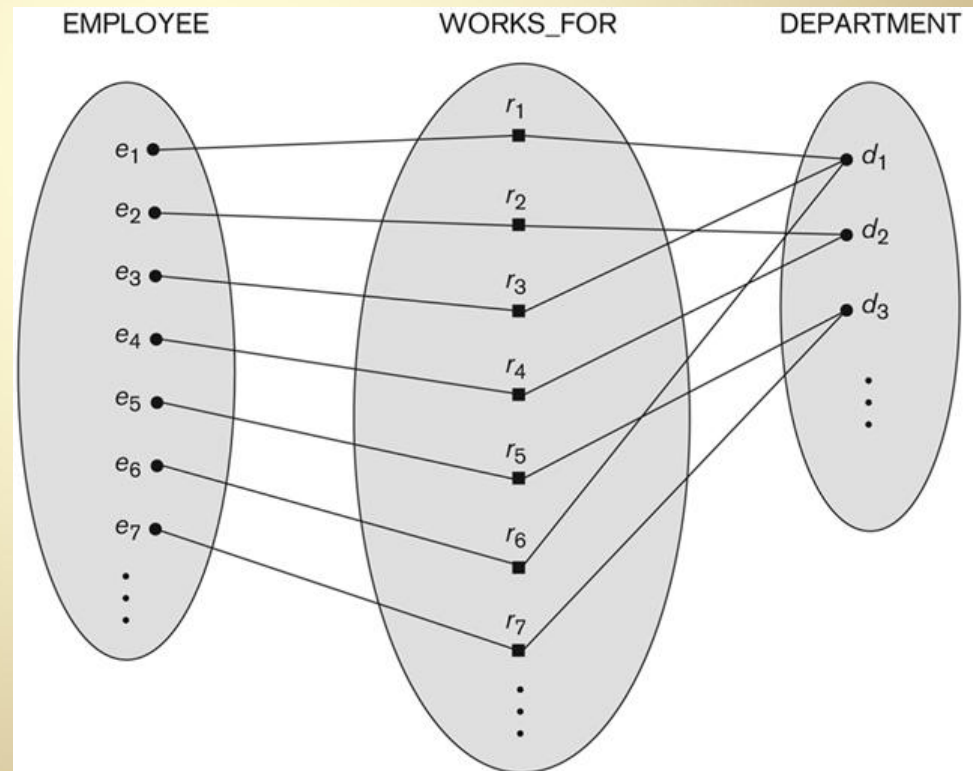 EMPLOYEE WORKS_FOR DEPARTMENT
r₁
e₁ d₁
r₂
e₂ d₂
e₃ r₃ d₃
e₄ r₄
e₅ r₅
e₆ r₆
e₇ r₇